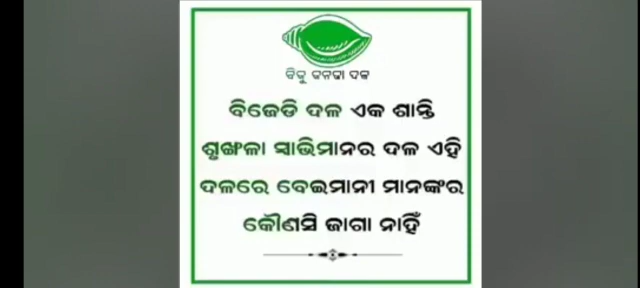 ବିଜୁ ଜନତା ଦଳ
ବିଜେଡି ଦଳ ଏକ ଶାନ୍ତି
ଶୃଙ୍ଖଳା ସ୍ୱାଭିମାନର ଦଳ ଏହି
ଦଳରେ ବେଇମାନୀ ମାନଙ୍କର
କୌଣସି ଜାଗା ନାହିଁ